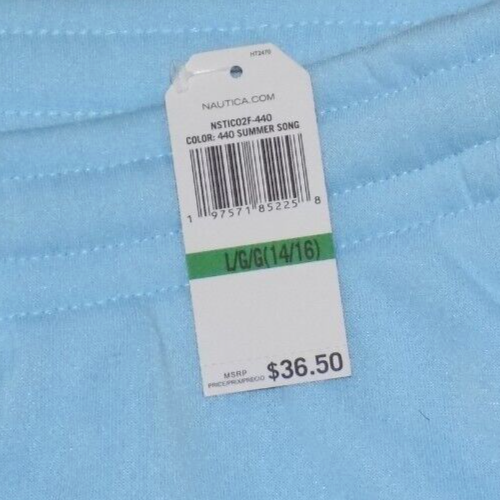 HT2470
NAUTICA.COM
NSTIC02F-440
COLOR: 440 SUMMER SONG
1 97571 85225 8
L/G/G(14/16)
MSRP
$36.50